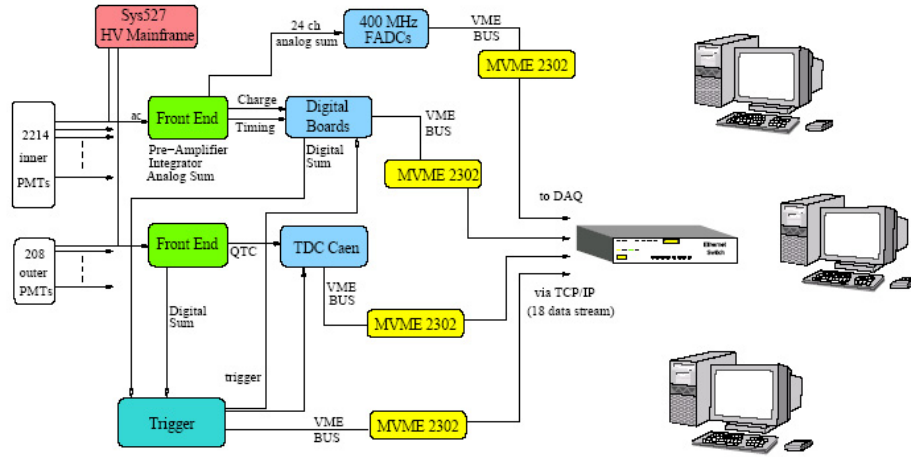 Sys527
HV Mainframe
24 ch
analog sum
400 MHz
FADCs
VME
BUS
MVME 2302
2214
inner
PMTs
ac
Front End
Charge
Timing
Digital
Boards
VME
BUS
Pre-Amplifier
Integrator
Analog Sum
Digital
Sum
MVME 2302
to DAQ
208
outer
PMTs
Front End
QTC
TDC Caen
Ethernet
Switch
VME
BUS
via TCP/IP
(18 data stream)
Digital
Sum
MVME 2302
trigger
Trigger
VME
BUS
MVME 2302